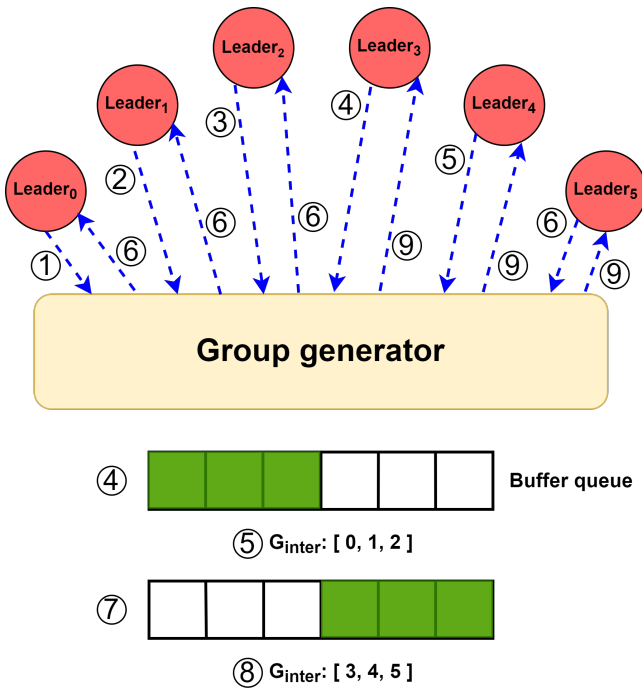 Leader2
Leader3
Leader1
Leader4
Leader0
Leader5
③
④
②
⑤
①
⑥
⑥
⑥
⑨
⑨
⑥
⑨
Group generator
④ Buffer queue
⑤ Ginter: [ 0, 1, 2 ]
⑦
⑧ Ginter: [ 3, 4, 5 ]